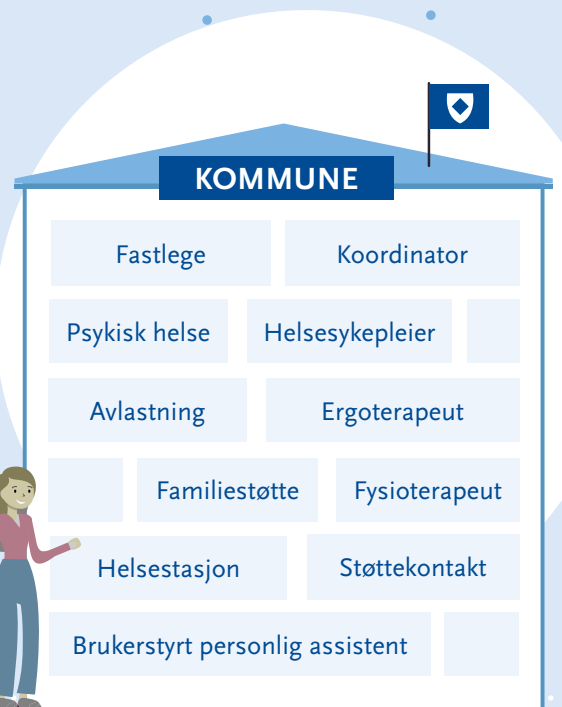 KOMMUNE
Fastlege
Koordinator
Psykisk helse
Helsesykepleier
Avlastning
Ergoterapeut
Familiestøtte
Fysioterapeut
Helsestasjon
Støttekontakt
Brukerstyrt personlig assistent